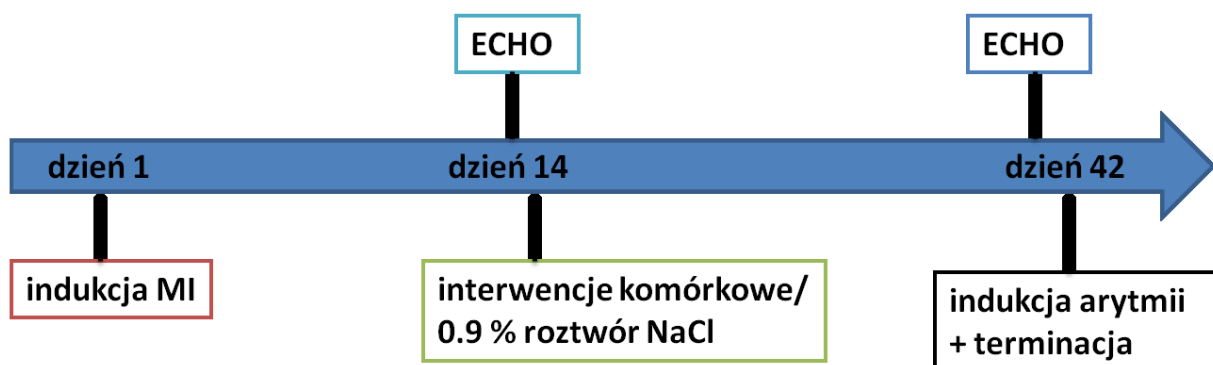 ECHO
ECHO
dzień 1
dzień 14
dzień 42
indukcja MI
interwencje komórkowe/
0.9 % roztwór NaCl
indukcja arytmii
+ terminacja